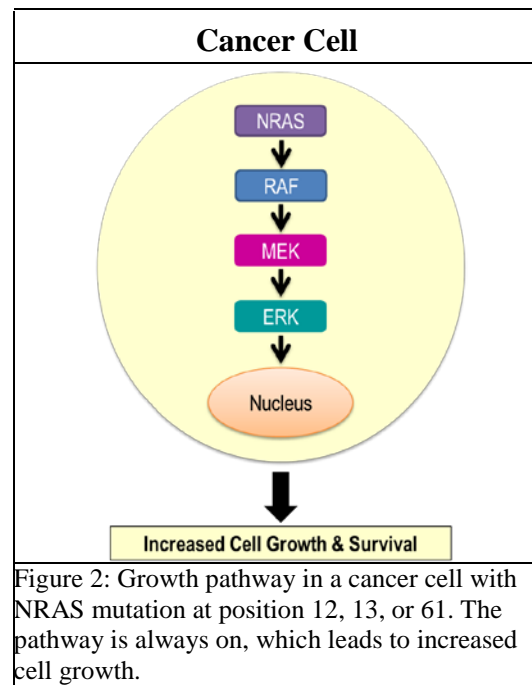 Cancer Cell
NRAS
RAF
MEK
ERK
Nucleus
Increased Cell Growth & Survival
Figure 2: Growth pathway in a cancer cell with
NRAS mutation at position 12, 13, or 61. The
pathway is always on, which leads to increased
cell growth.